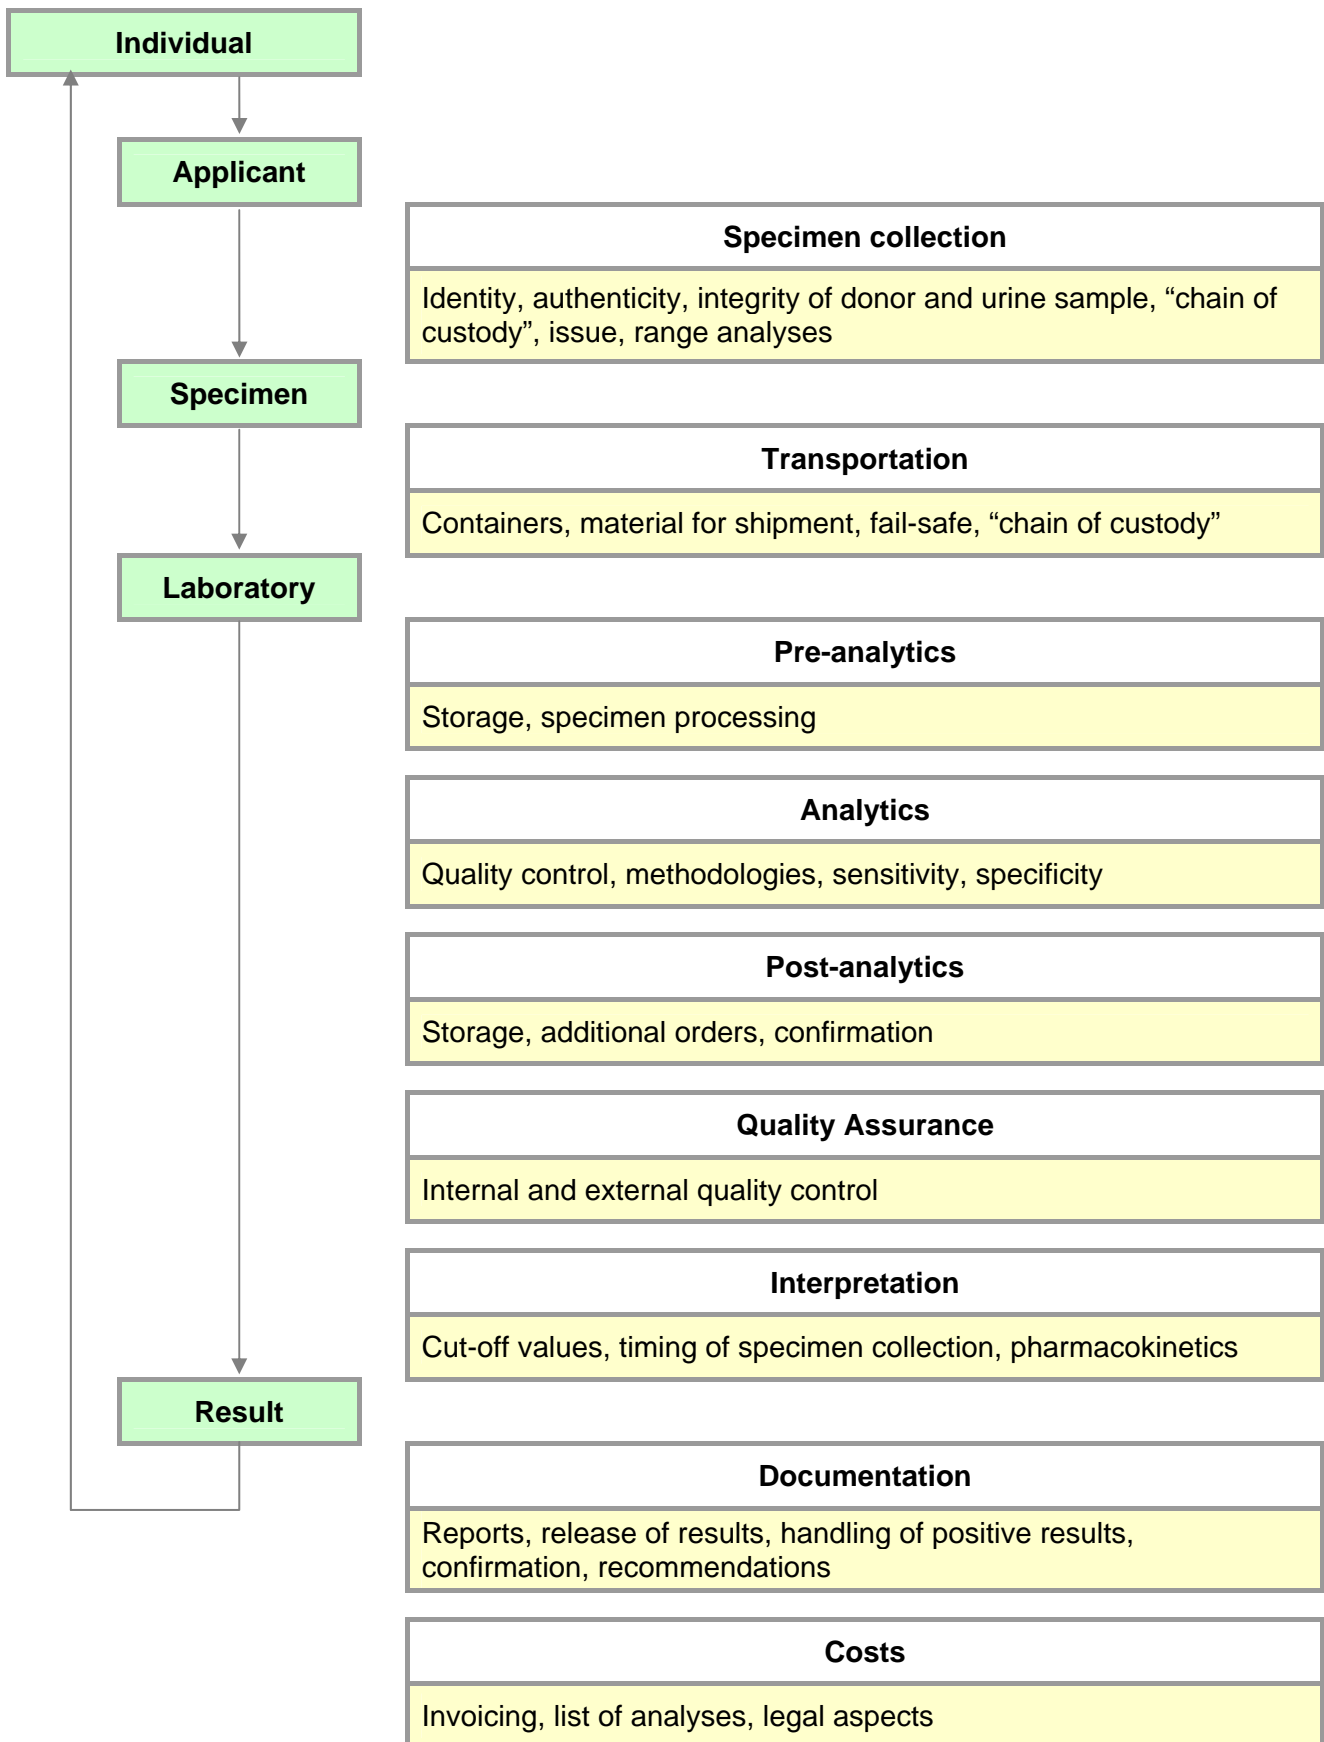 Individual
Applicant
Specimen collection
Identity, authenticity, integrity of donor and urine sample, “chain of
custody”, issue, range analyses
Specimen
Transportation
Containers, material for shipment, fail-safe, “chain of custody”
Laboratory
Pre-analytics
Storage, specimen processing
Analytics
Quality control, methodologies, sensitivity, specificity
Post-analytics
Storage, additional orders, confirmation
Quality Assurance
Internal and external quality control
Interpretation
Cut-off values, timing of specimen collection, pharmacokinetics
Result
Documentation
Reports, release of results, handling of positive results,
confirmation, recommendations
Costs
Invoicing, list of analyses, legal aspects